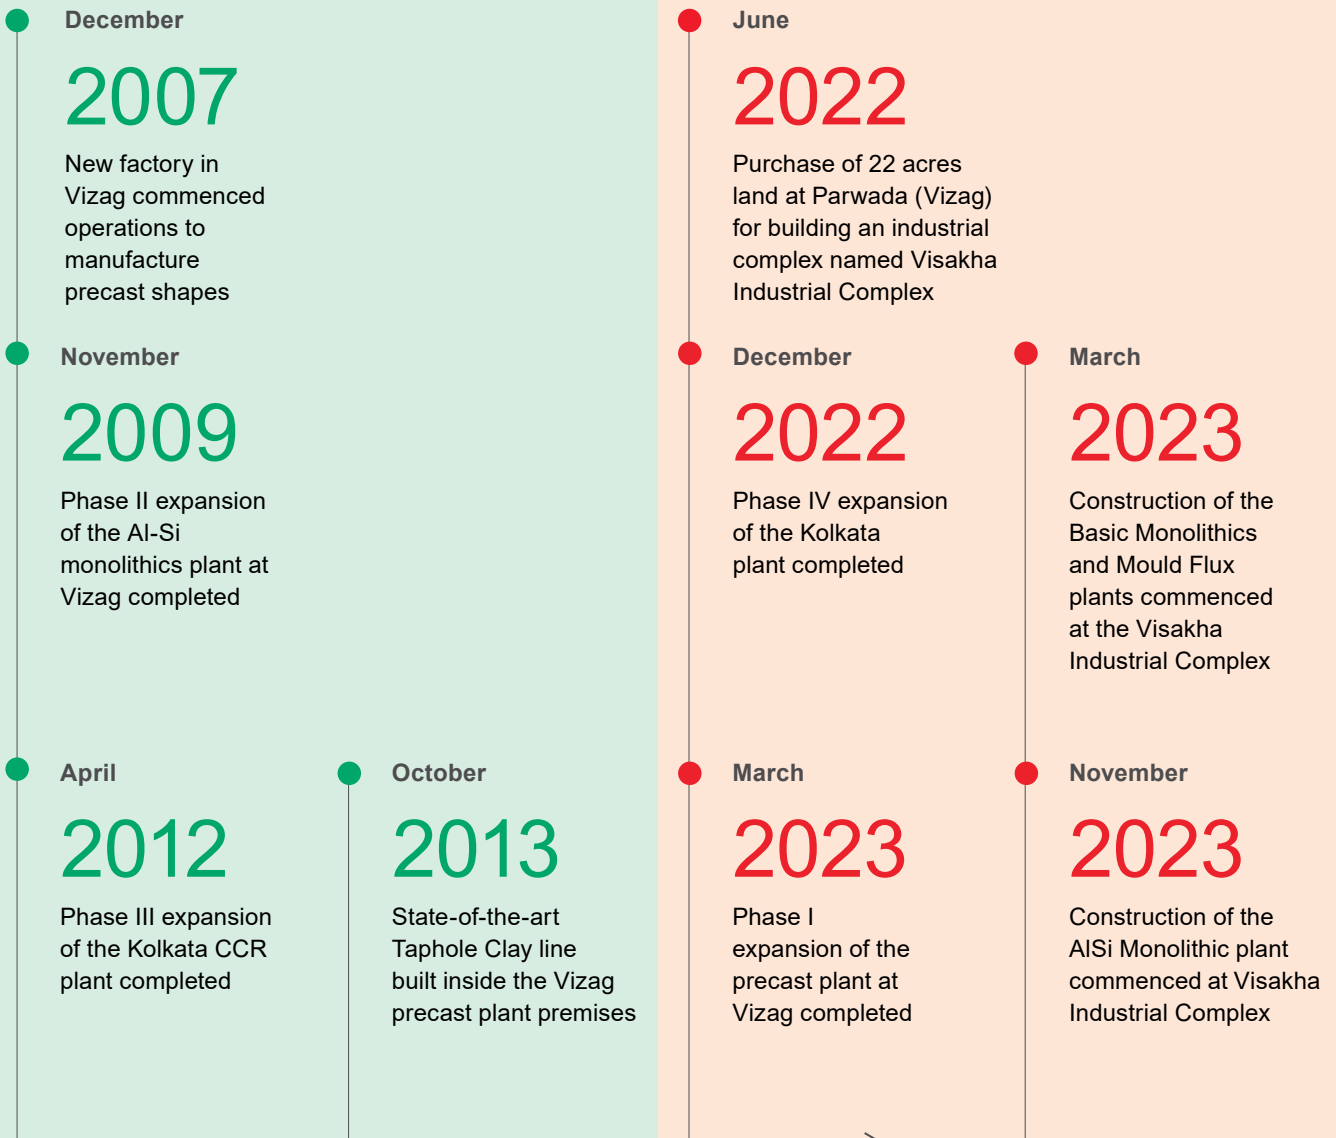 December
2007
New factory in
Vizag commenced
operations to
manufacture
precast shapes
November
2009
Phase II expansion
of the Al-Si
monolithics plant at
Vizag completed
April
2012
Phase III expansion
of the Kolkata CCR
plant completed
October
2013
State-of-the-art
Taphole Clay line
built inside the Vizag
precast plant premises
June
2022
Purchase of 22 acres
land at Parwada (Vizag)
for building an industrial
complex named Visakha
Industrial Complex
December
2022
Phase IV expansion
of the Kolkata
plant completed
March
2023
Phase I
expansion of the
precast plant at
Vizag completed
March
2023
Construction of the
Basic Monolithics
and Mould Flux
plants commenced
at the Visakha
Industrial Complex
November
2023
Construction of the
AlSi Monolithic plant
commenced at Visakha
Industrial Complex